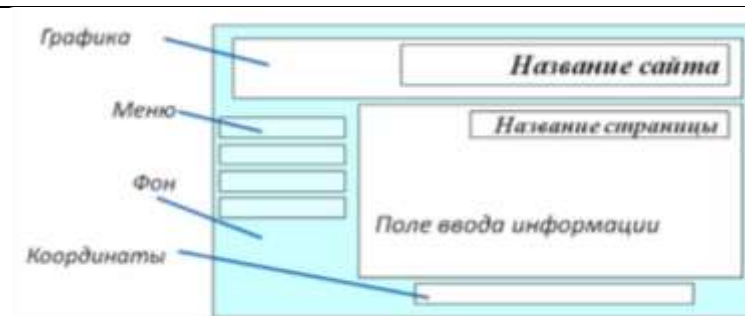 Графика
Название сайта
Меню
Название страницы
Фон
Поле ввода информации
Координаты